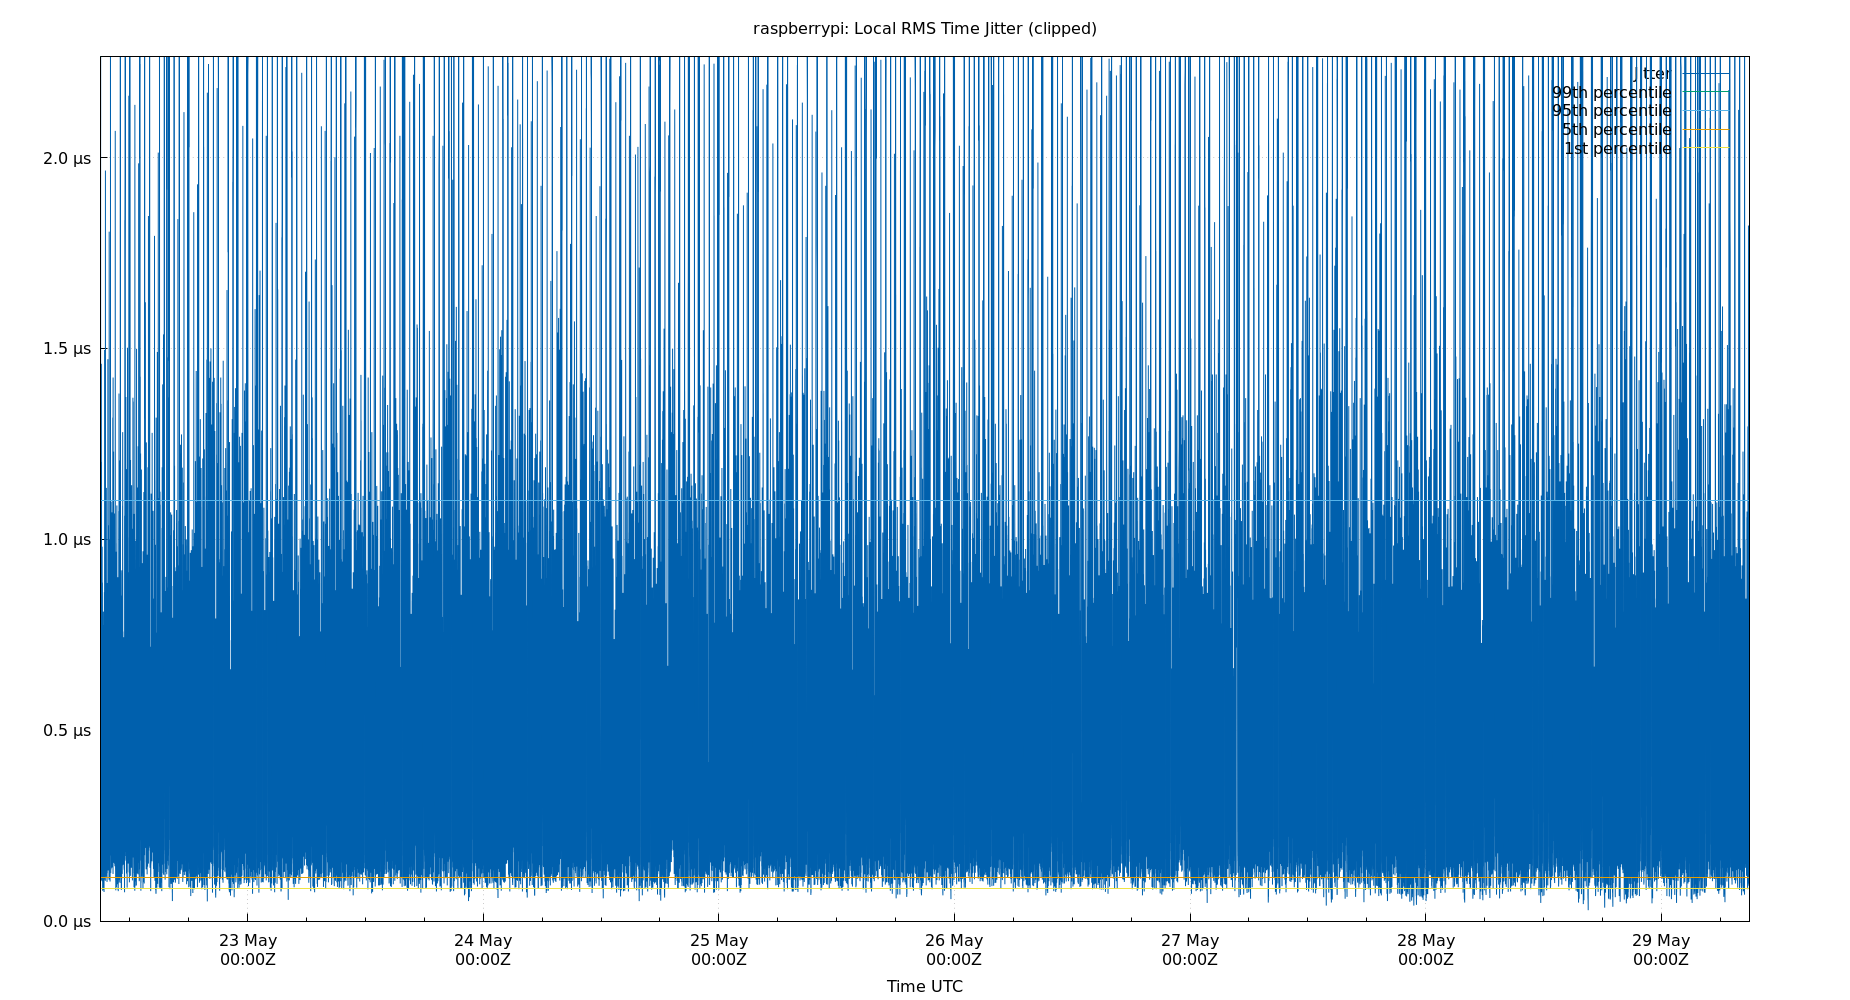 raspberrypi: Local RMS Time Jitter (clipped)
jitter
99th percentile
95th percentile
5th percentile
1st percentile
2.0 µs
1.5 µs
1.0 µs
0.5 µs
0.0 µs
23 May 24 May 25 May 26 May 27 May 28 May 29 May
00:00Z 00:00Z 00:00Z 00:00Z 00:00Z 00:00Z 00:00Z
Time UTC